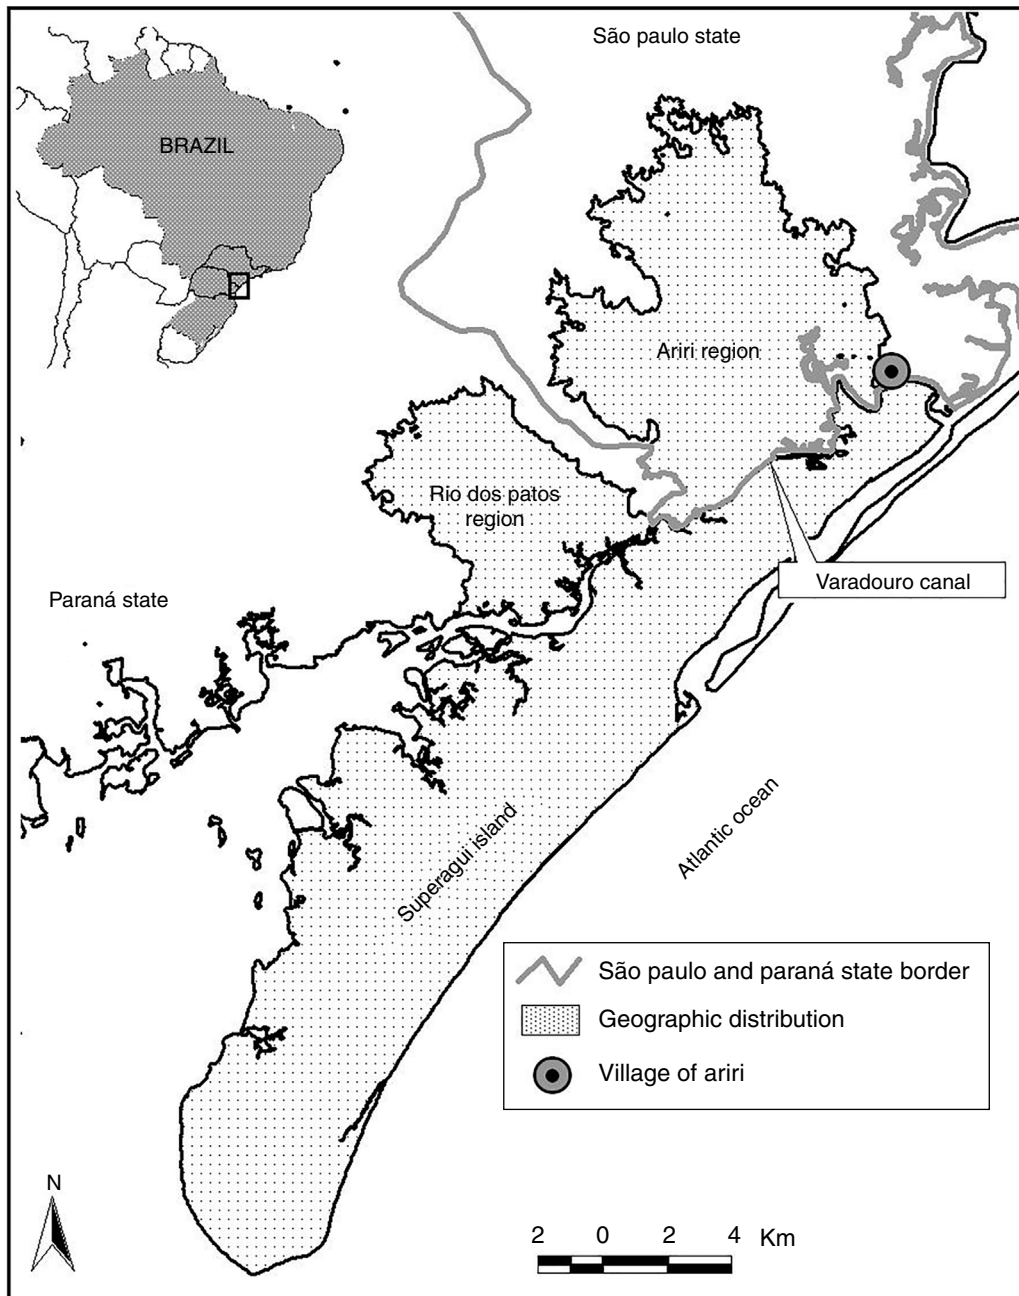 São paulo state
BRAZIL
Ariri region
Rio dos patos
region
Varadouro canal
Paraná state
Superagui island
Atlantic ocean
São paulo and paraná state border
Geographic distribution
Village of ariri
N
2 0 2 4 Km